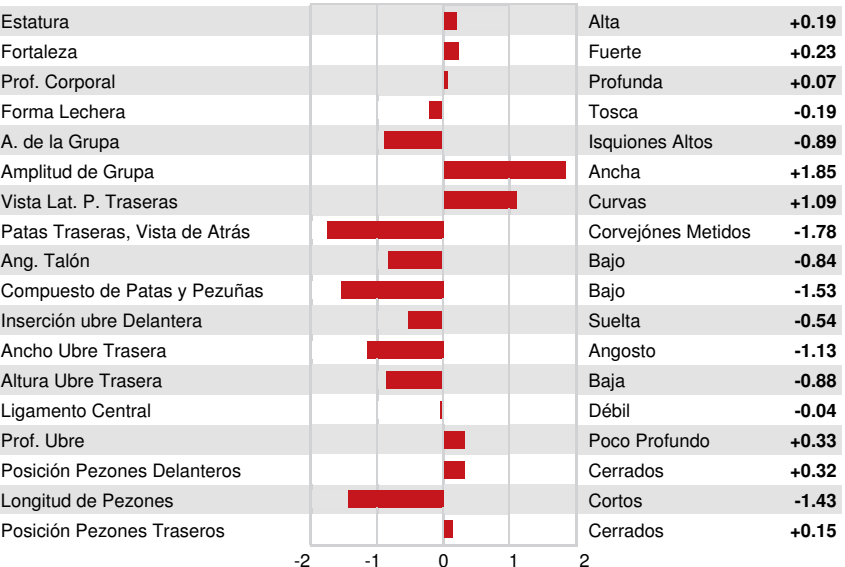 Estatura Alta +0.19
Fortaleza Fuerte +0.23
Prof. Corporal Profunda +0.07
Forma Lechera Tosca -0.19
A. de la Grupa Isquiones Altos -0.89
Amplitud de Grupa Ancha +1.85
Vista Lat. P. Traseras Curvas +1.09
Patas Traseras, Vista de Atrás Corvejónes Metidos -1.78
Ang. Talón Bajo -0.84
Compuesto de Patas y Pezuñas Bajo -1.53
Inserción ubre Delantera Suelta -0.54
Ancho Ubre Trasera Angosto -1.13
Altura Ubre Trasera Baja -0.88
Ligamento Central Débil -0.04
Prof. Ubre Poco Profundo +0.33
Posición Pezones Delanteros Cerrados +0.32
Longitud de Pezones Cortos -1.43
Posición Pezones Traseros Cerrados +0.15
-2 -1 0 1 2